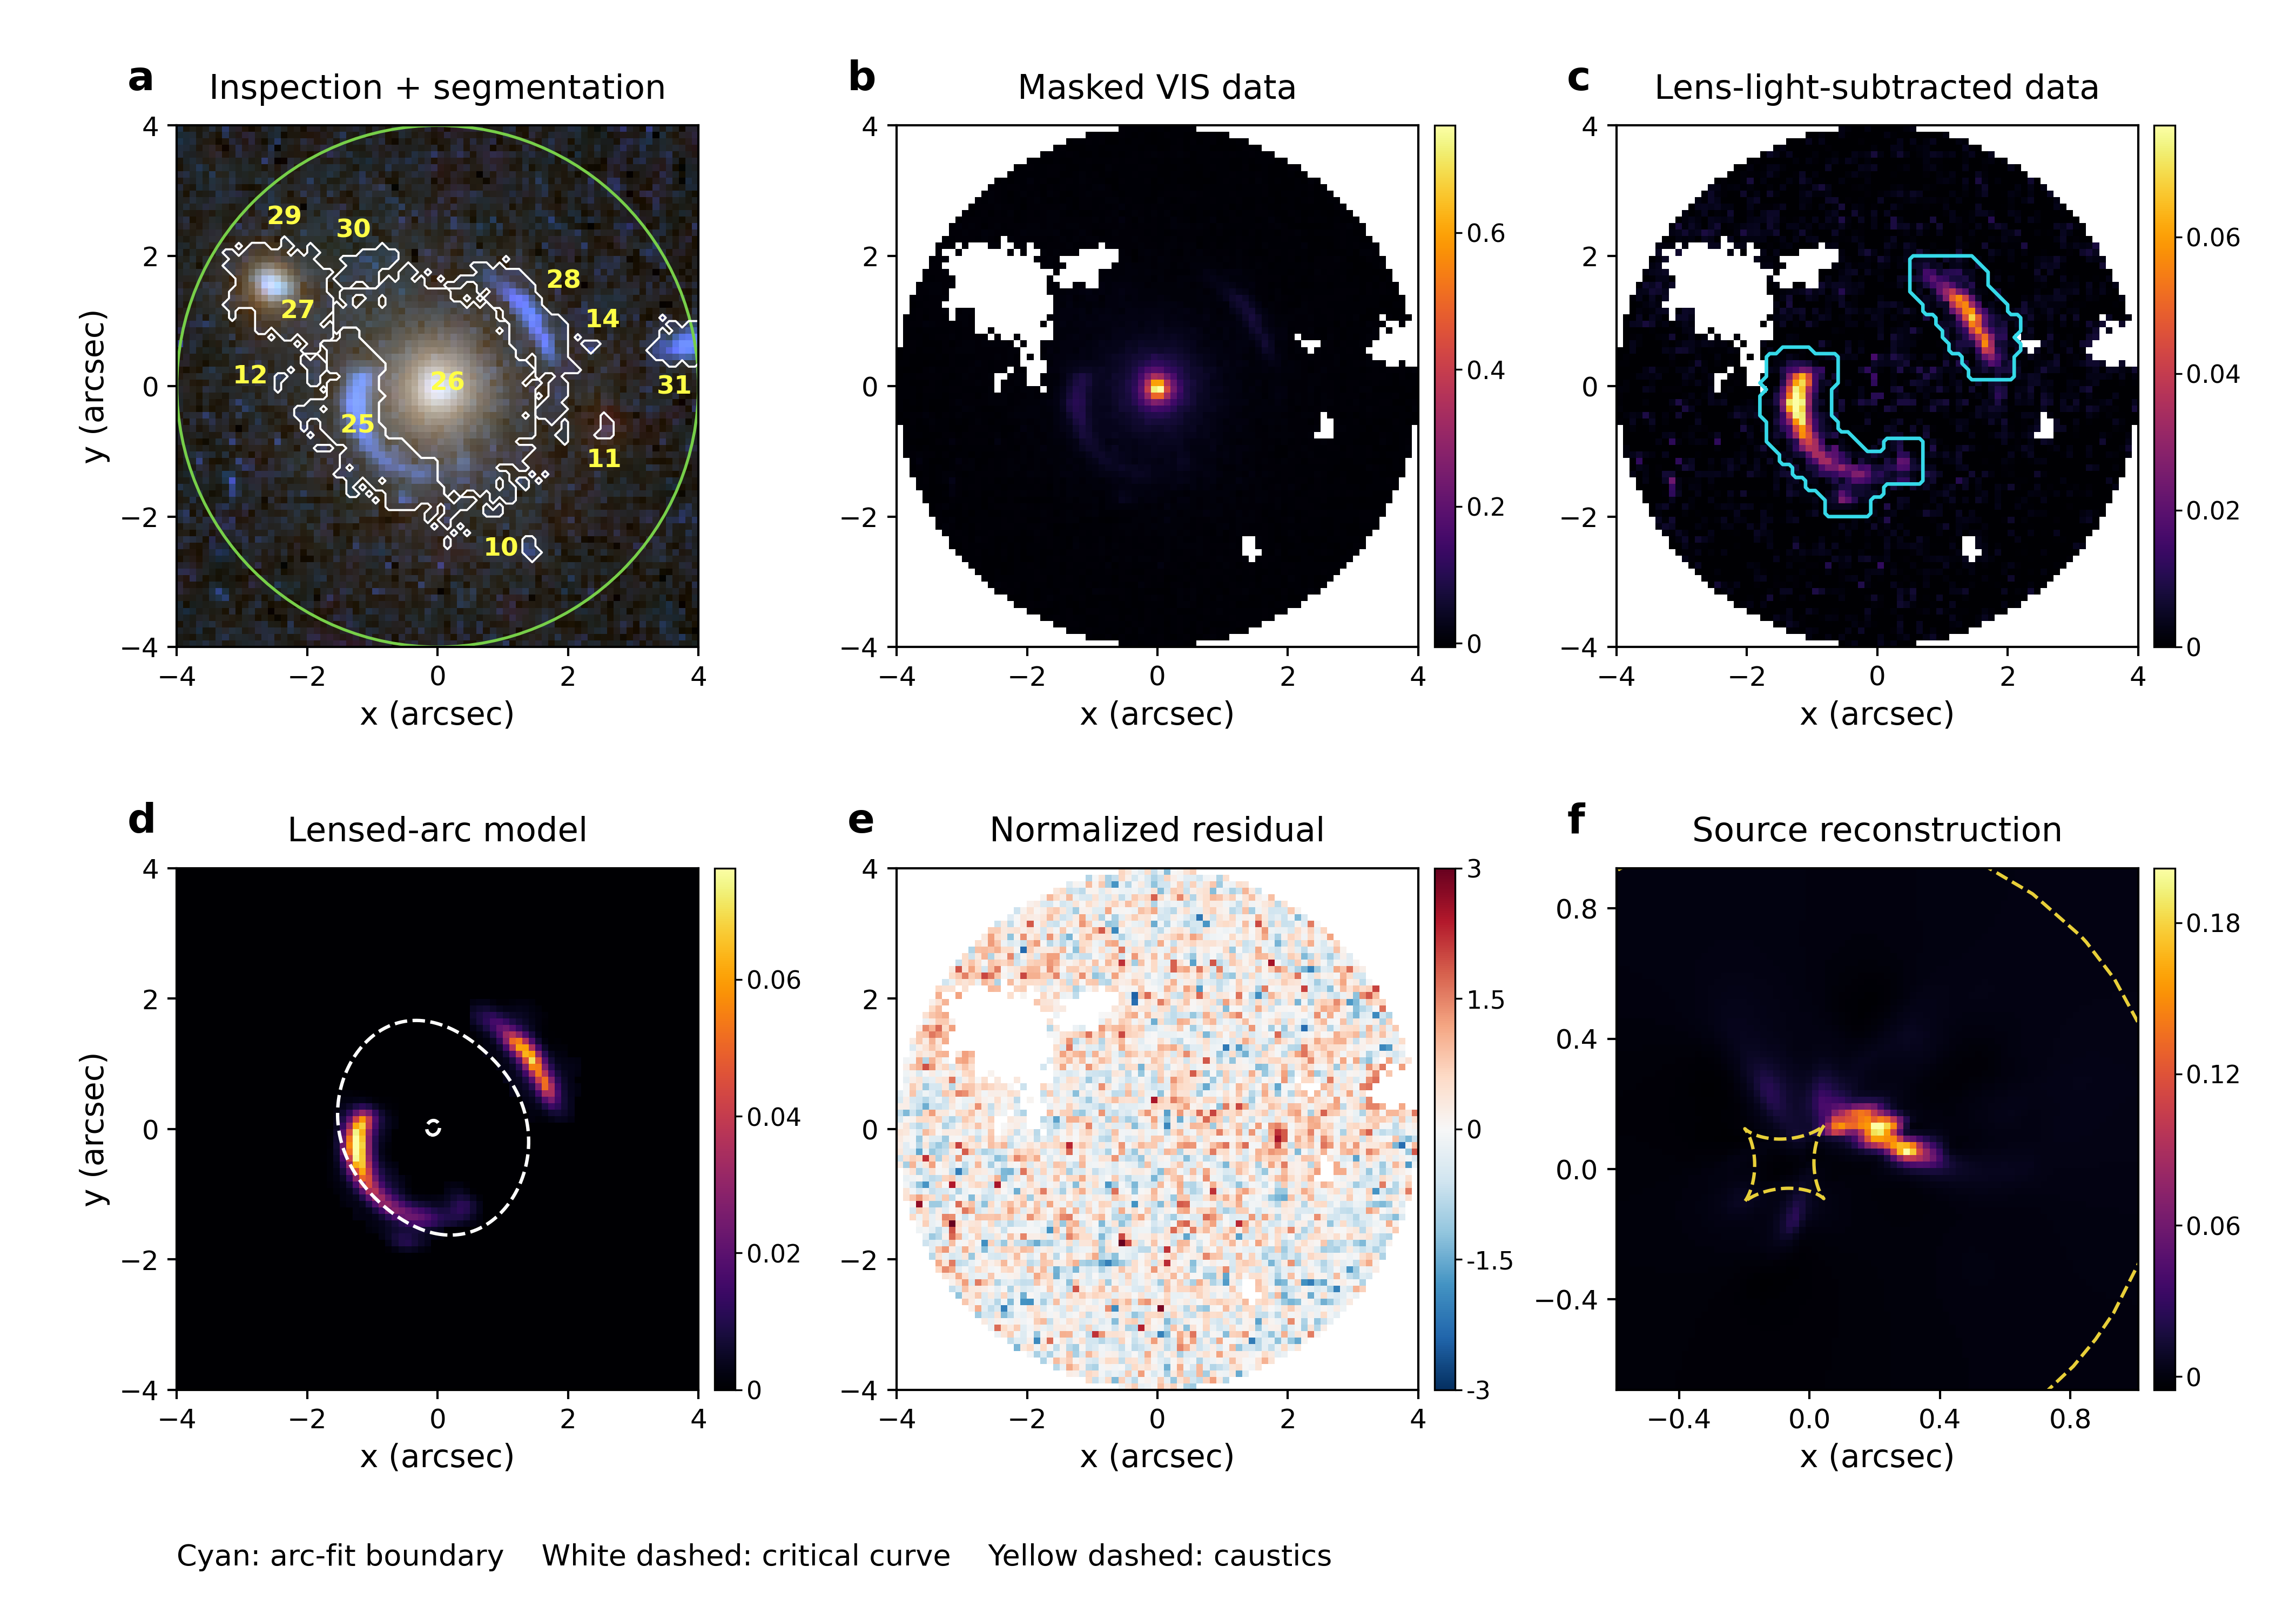 a Inspection + segmentation
b Masked VIS data
c Lens-light-subtracted data
4
2
0
−2
−4
y (arcsec)
29
30
28
27
14
12
26
31
25
11
10
−4 −2 0 2 4
x (arcsec)
4
2
0
−2
−4
0.6
0.4
0.2
0
−4 −2 0 2 4
x (arcsec)
4
2
0
−2
−4
0.06
0.04
0.02
0
−4 −2 0 2 4
x (arcsec)
d Lensed-arc model
e Normalized residual
f Source reconstruction
4
2
0
−2
−4
y (arcsec)
0.06
0.04
0.02
0
−4 −2 0 2 4
x (arcsec)
4
2
0
−2
−4
3
1.5
0
-1.5
-3
−4 −2 0 2 4
x (arcsec)
0.8
0.4
0.0
−0.4
0.18
0.12
0.06
0
−0.4 0.0 0.4 0.8
x (arcsec)
Cyan: arc-fit boundary White dashed: critical curve Yellow dashed: caustics